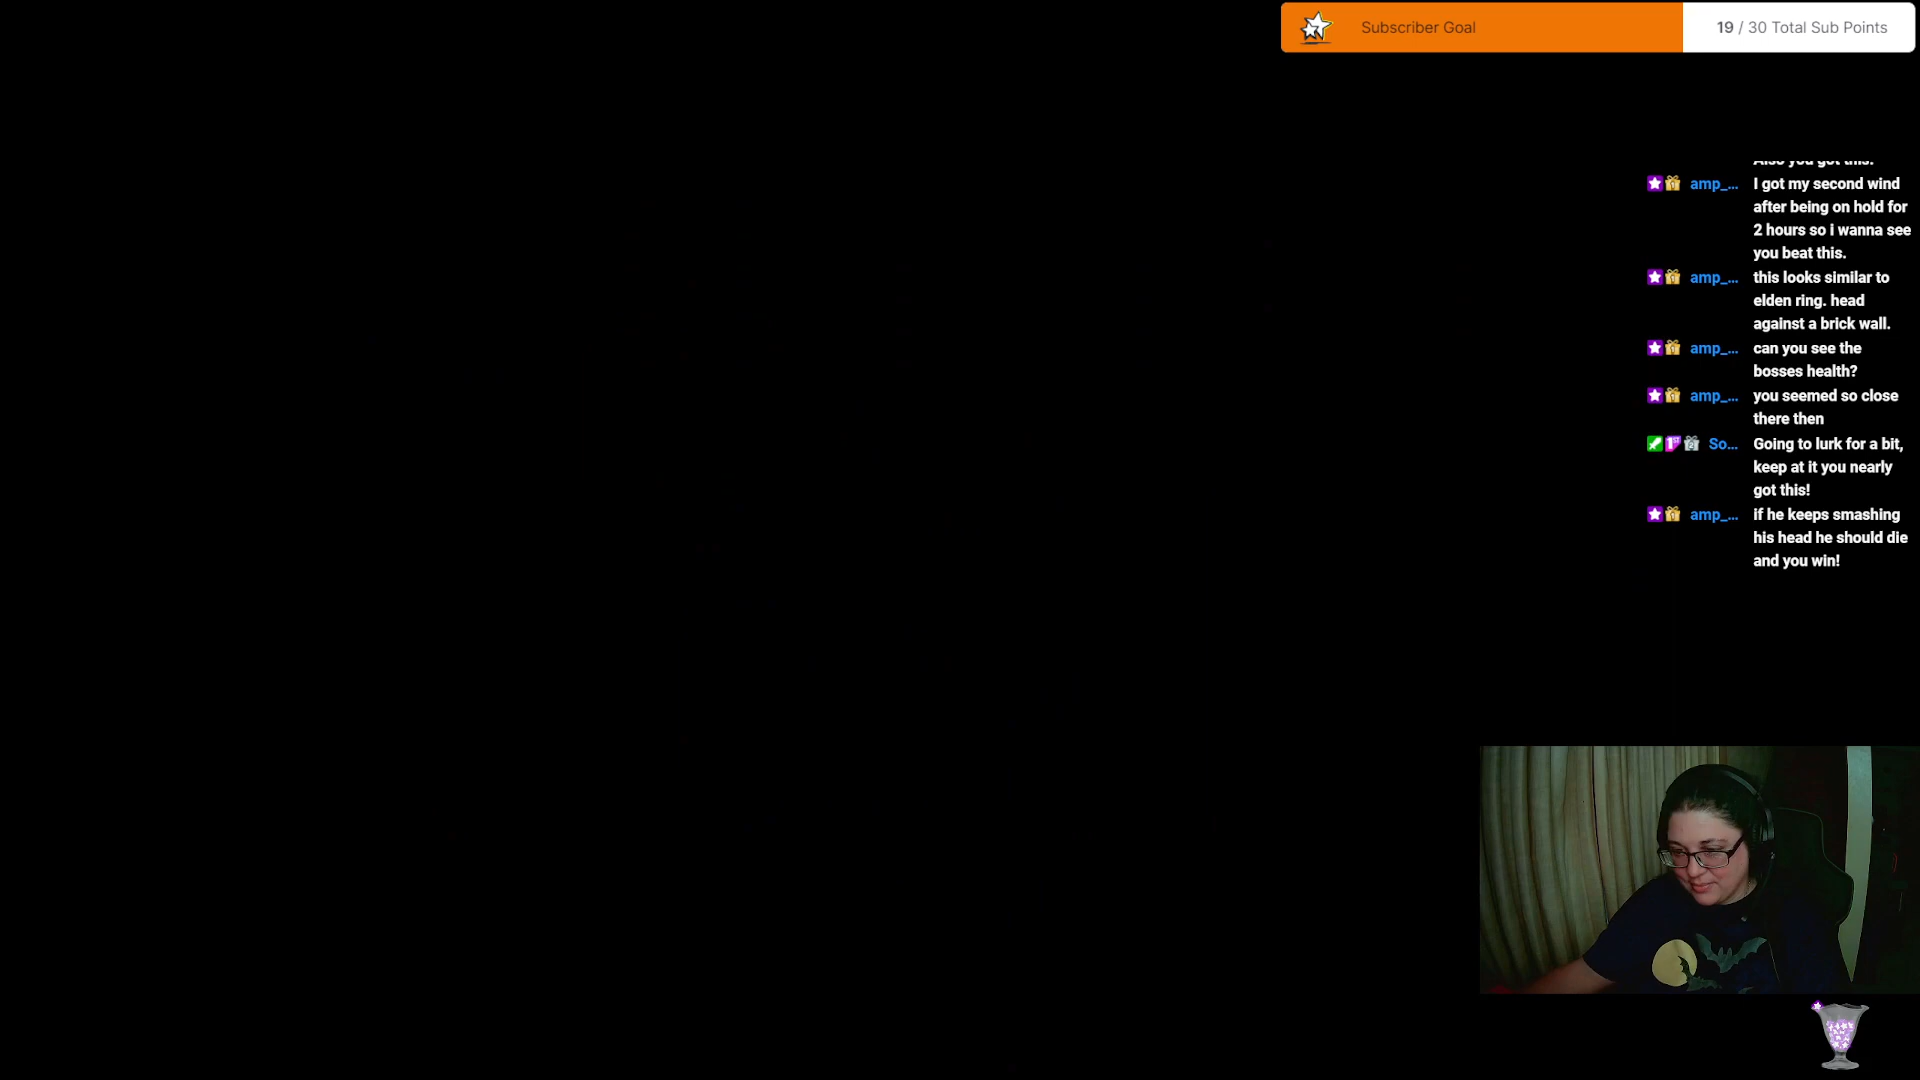 Subscriber Goal
19 / 30 Total Sub Points
Also you got this!
amp_... I got my second wind
after being on hold for
2 hours so i wanna see
you beat this.
amp_... this looks similar to
elden ring. head
against a brick wall.
amp_... can you see the
bosses health?
amp_... you seemed so close
there then
So... Going to lurk for a bit,
keep at it you nearly
got this!
amp_... if he keeps smashing
his head he should die
and you win!